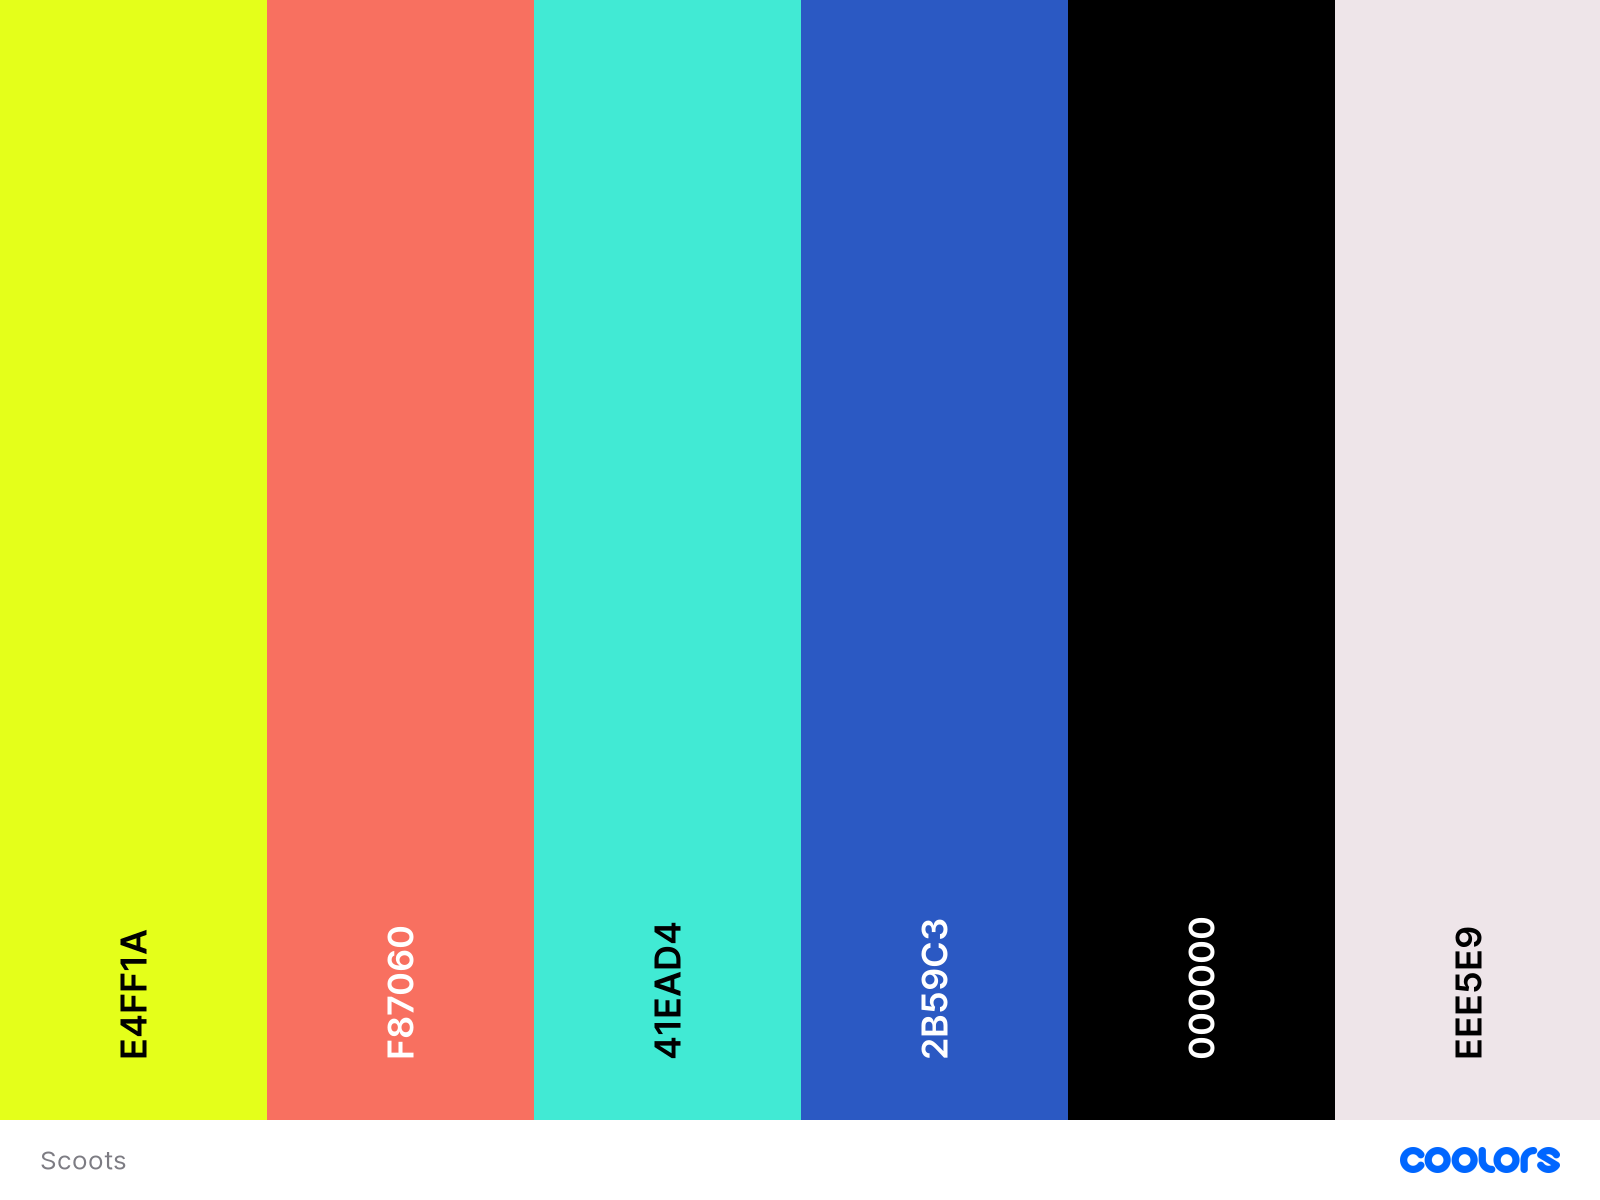 E4FF1A
F87060
41EAD4
2B59C3
000000
EEE5E9
Scoots
coolors